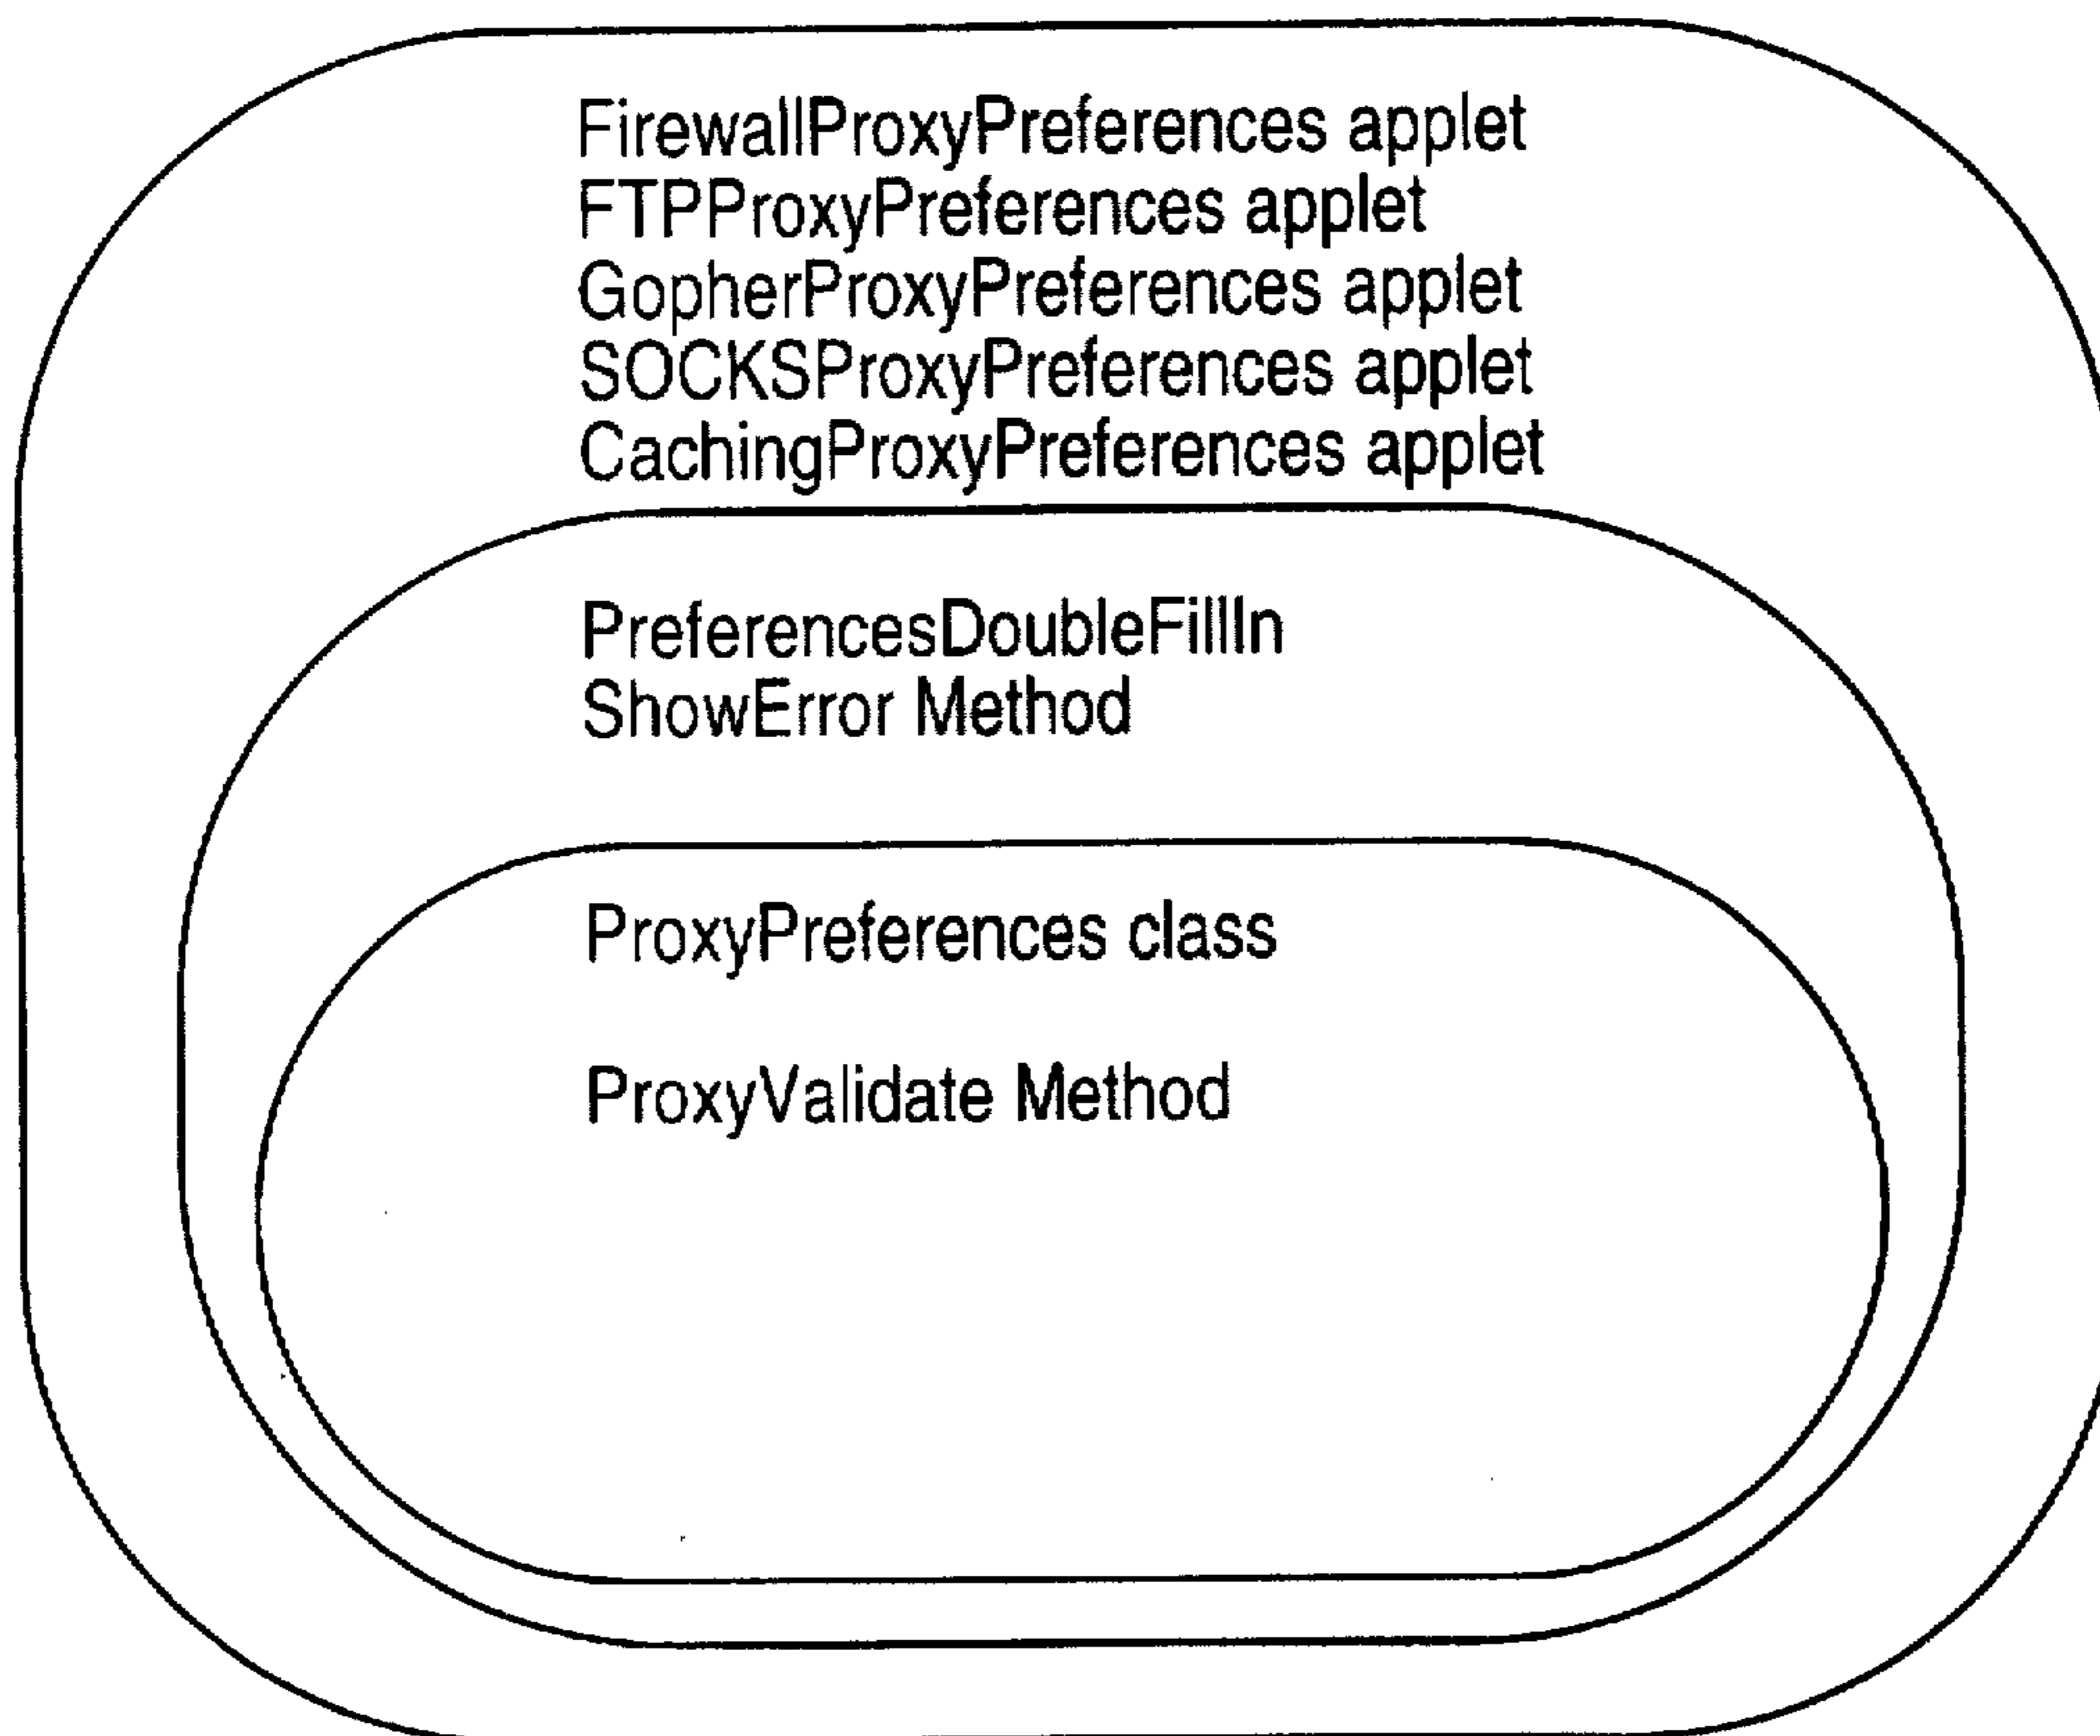 FirewallProxyPreferences applet
FTPProxyPreferences applet
GopherProxyPreferences applet
SOCKSProxyPreferences applet
CachingProxyPreferences applet
PreferencesDoubleFillIn
ShowError Method
ProxyPreferences class
ProxyValidate Method